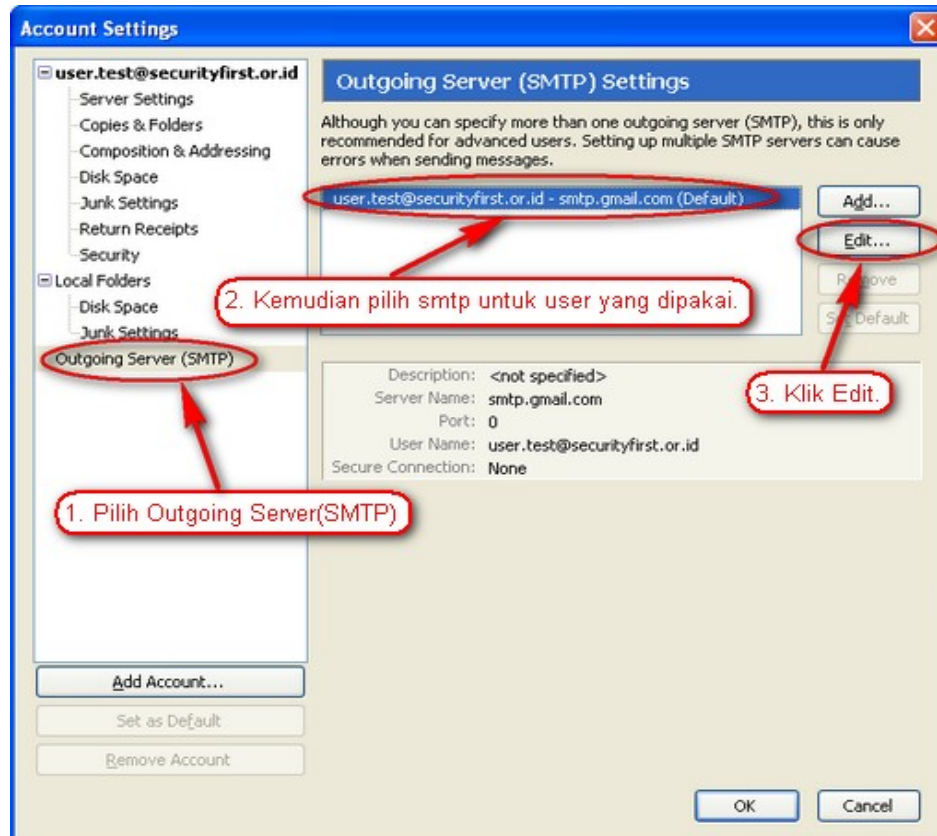 Account Settings
user.test@securityfirst.or.id
Server Settings
Copies & Folders
Composition & Addressing
Disk Space
Junk Settings
Return Receipts
Security
Local Folders
Disk Space
Junk Settings
Outgoing Server (SMTP)
1. Pilih Outgoing Server(SMTP)
Add Account...
Set as Default
Remove Account
Outgoing Server (SMTP) Settings
Although you can specify more than one outgoing server (SMTP), this is only
recommended for advanced users. Setting up multiple SMTP servers can cause
errors when sending messages.
user.test@securityfirst.or.id - smtp.gmail.com (Default)
Add...
Edit...
Remove
Set Default
2. Kemudian pilih smtp untuk user yang dipakai.
3. Klik Edit.
Description: <not specified>
Server Name: smtp.gmail.com
Port: 0
User Name: user.test@securityfirst.or.id
Secure Connection: None
OK
Cancel